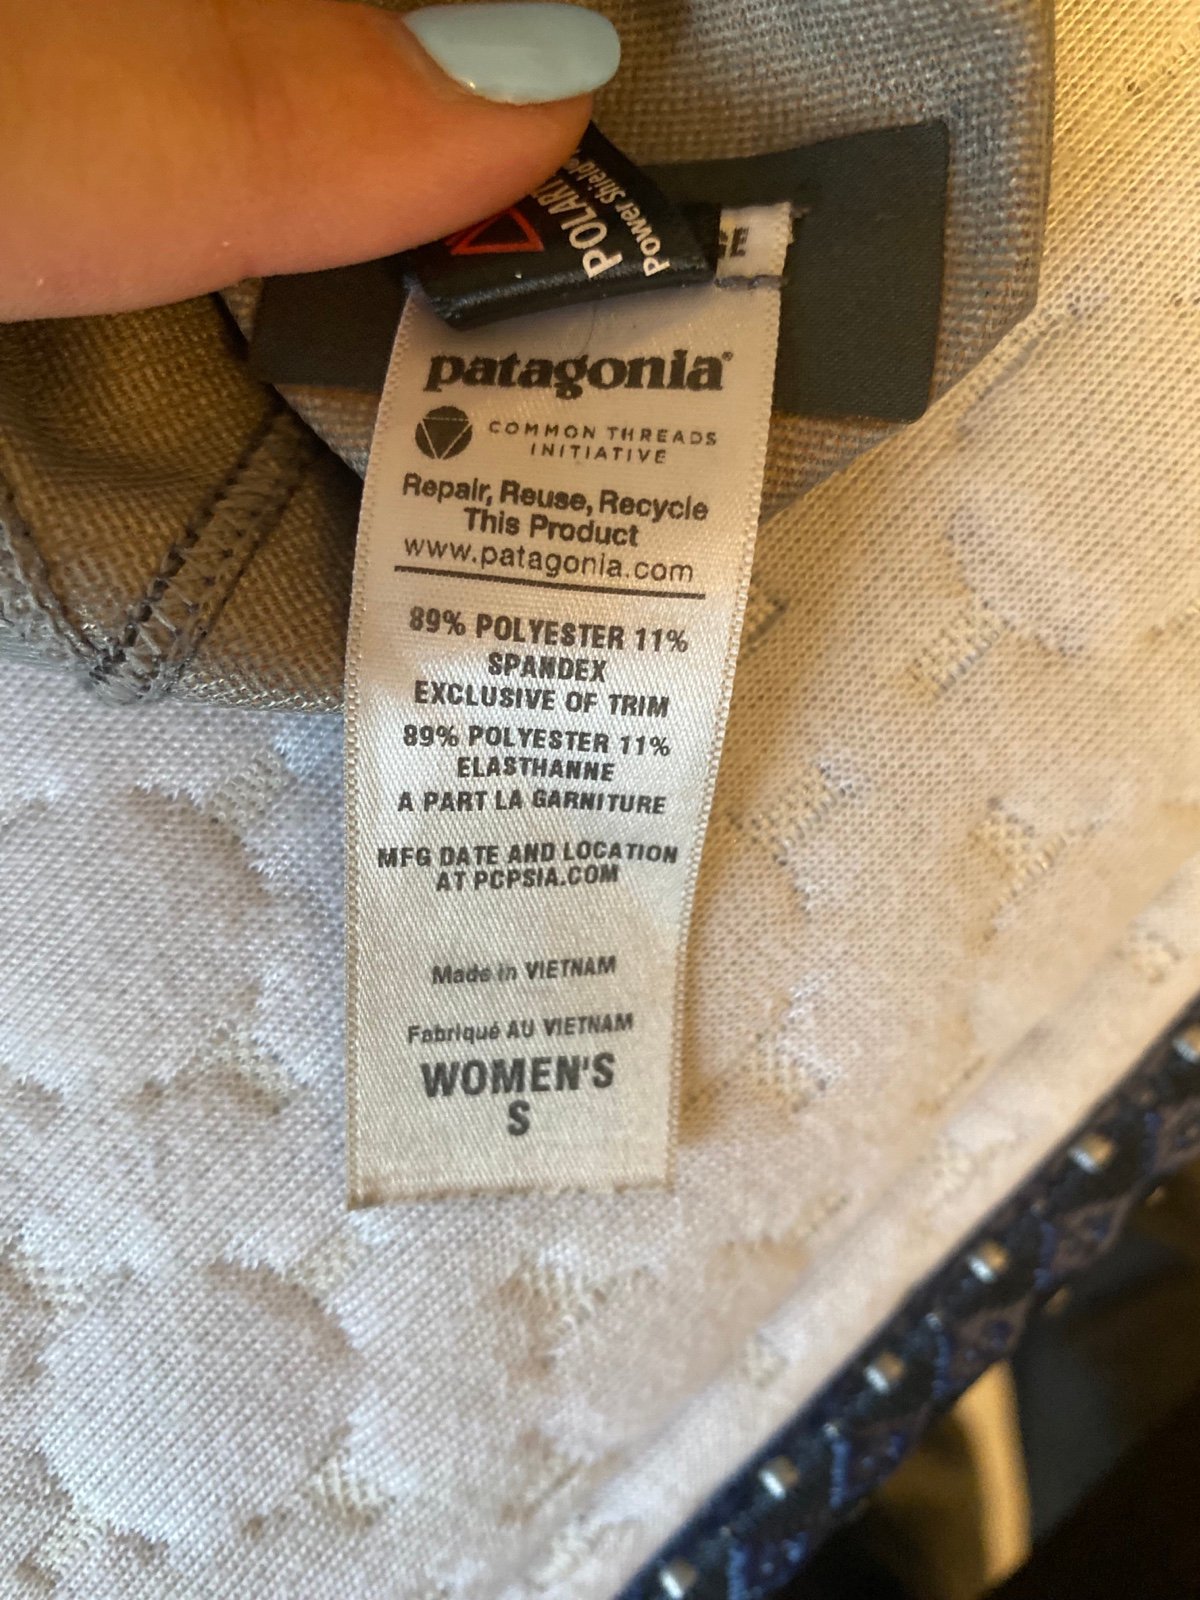 Power Shield®
patagonia®
COMMON THREADS
INITIATIVE
Repair, Reuse, Recycle
This Product
www.patagonia.com
89% POLYESTER 11%
SPANDEX
EXCLUSIVE OF TRIM
89% POLYESTER 11%
ELASTHANNE
A PART LA GARNITURE
MFG DATE AND LOCATION
AT PCPSIA.COM
Made in VIETNAM
Fabriqué AU VIETNAM
WOMEN'S
S